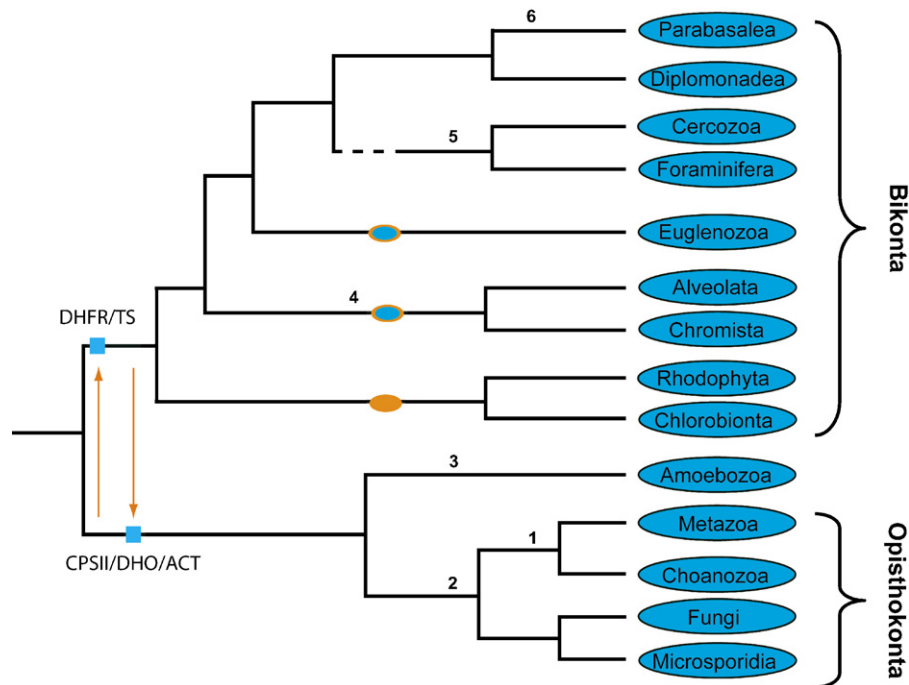 6
Parabasalea
Diplomonadea
Cercozoa
5
Foraminifera
Euglenozoa
Bikonta
4
Alveolata
Chromista
DHFR/TS
Rhodophyta
Chlorobionta
3
Amoebozoa
Metazoa
1
CPSII/DHO/ACT
Choanozoa
2
Fungi
Microsporidia
Opisthokonta